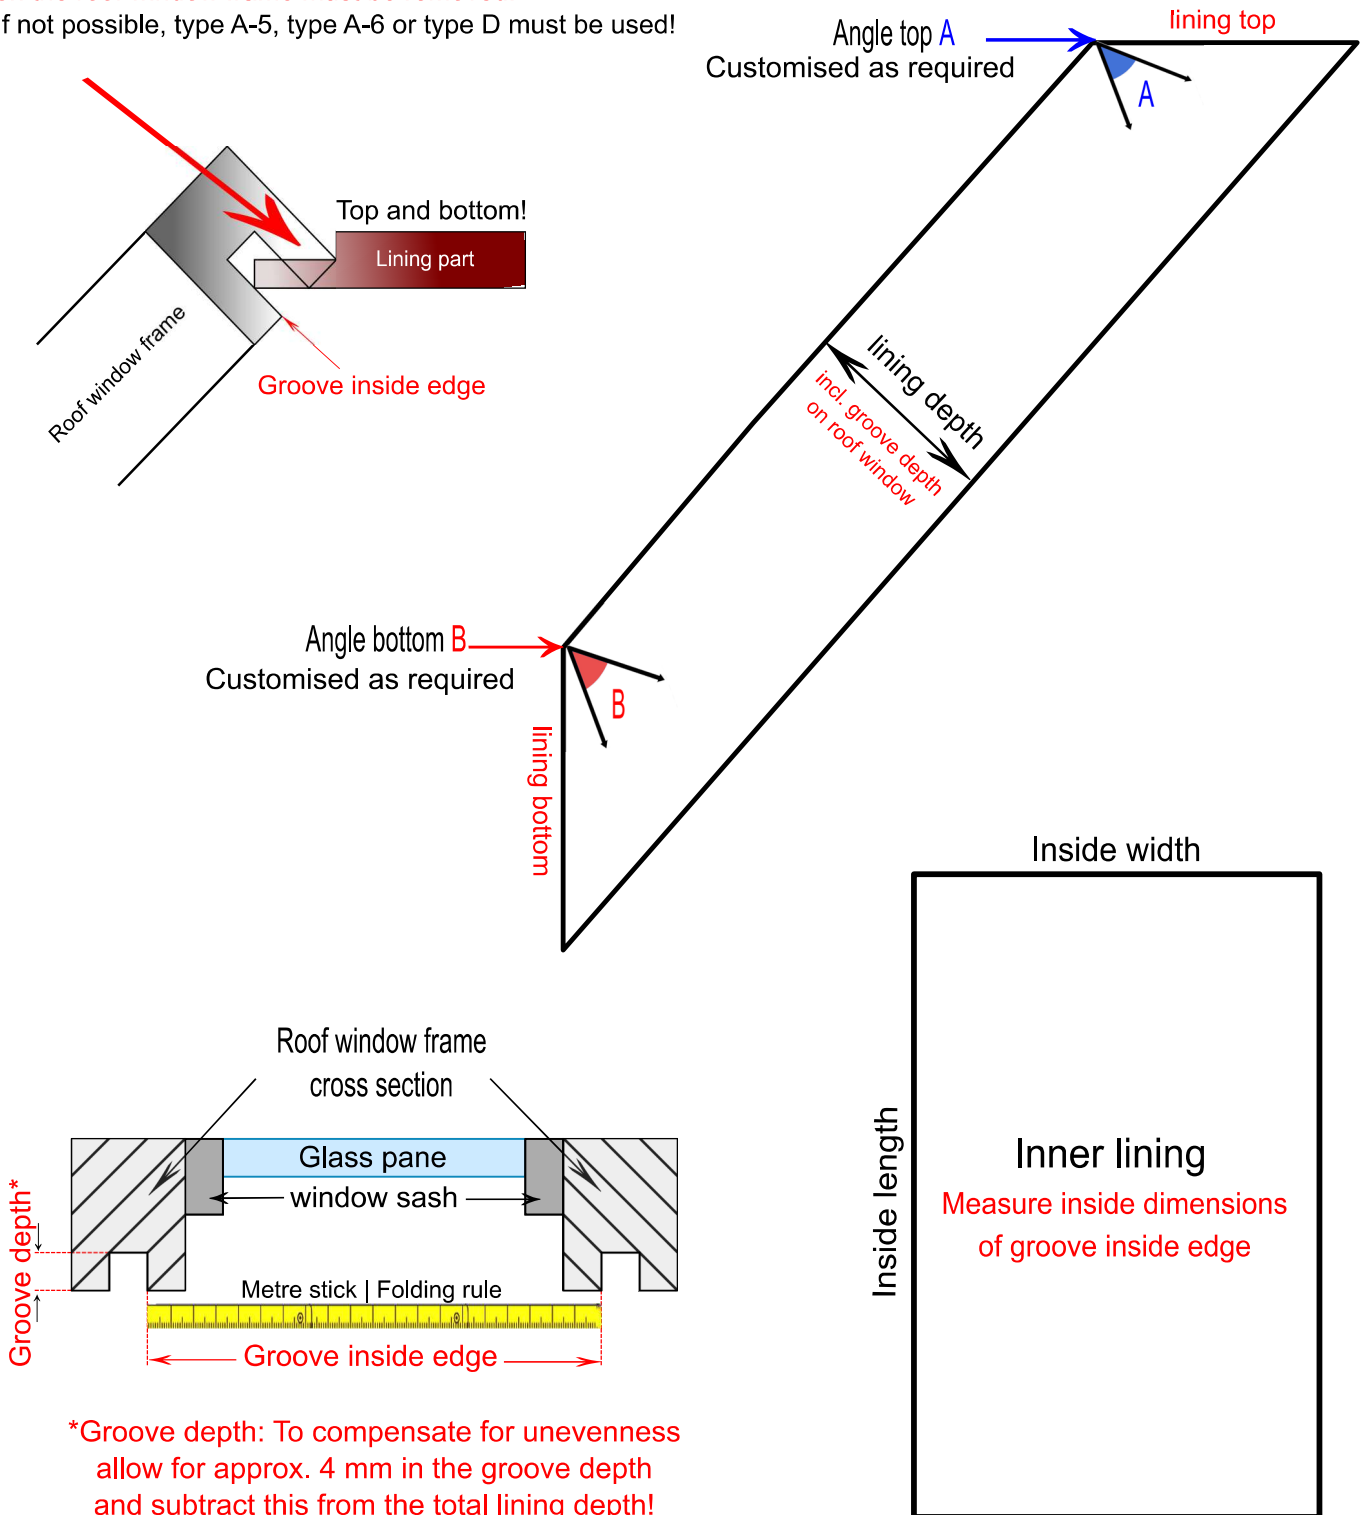 f not possible, type A-5, type A-6 or type D must be used!
lining top
Angle top A
Customised as required
A
Top and bottom!
Lining part
Roof window frame
Groove inside edge
lining depth
incl. groove depth
on roof window
Angle bottom B
Customised as required
B
lining bottom
Inside width
Inside length
Inner lining
Measure inside dimensions
of groove inside edge
Roof window frame
cross section
Glass pane
window sash
Groove depth*
Metre stick | Folding rule
Groove inside edge
*Groove depth: To compensate for unevenness
allow for approx. 4 mm in the groove depth
and subtract this from the total lining depth!